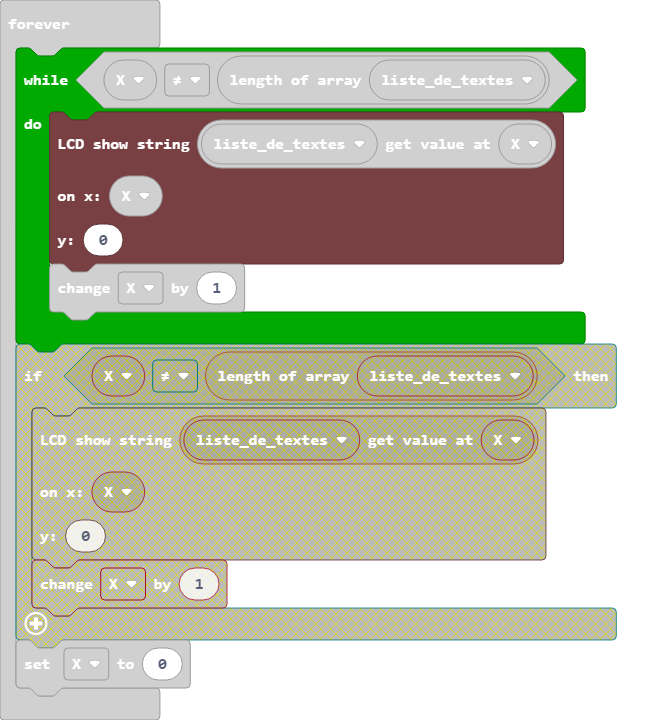 forever
while X ≠ length of array liste_de_textes
do
LCD show string liste_de_textes get value at X
on x: X
y: 0
change X by 1
if X ≠ length of array liste_de_textes then
LCD show string liste_de_textes get value at X
on x: X
y: 0
change X by 1
set X to 0